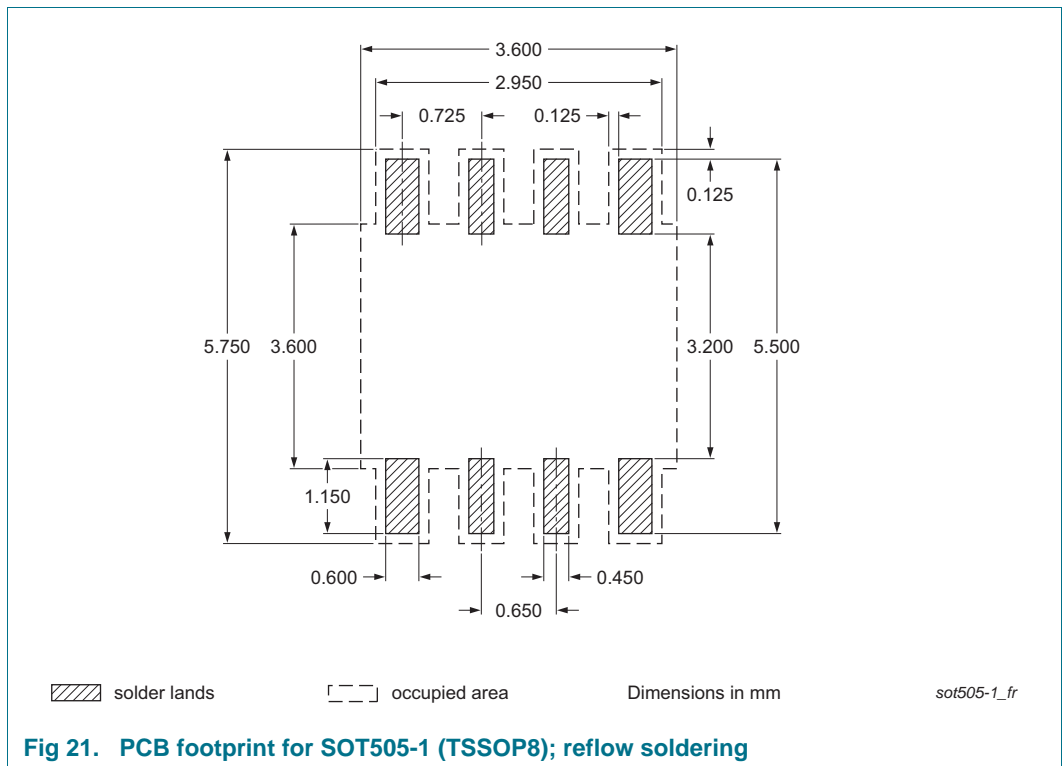 3.600
2.950
0.725 0.125
0.125
5.750 3.600 3.200 5.500
1.150
0.600 0.450
0.650
solder lands occupied area Dimensions in mm sot505-1_fr
Fig 21. PCB footprint for SOT505-1 (TSSOP8); reflow soldering